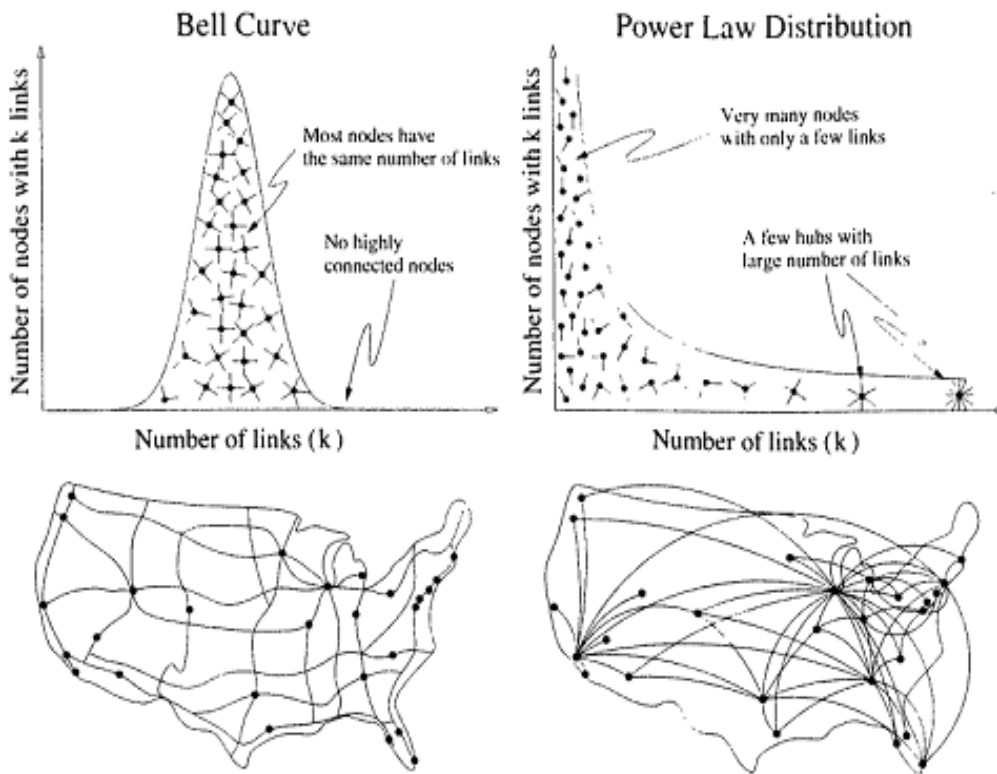 Bell Curve
Number of nodes with k links
Most nodes have
the same number of links
No highly
connected nodes
Number of links (k)
Power Law Distribution
Number of nodes with k links
Very many nodes
with only a few links
A few hubs with
large number of links
Number of links (k)